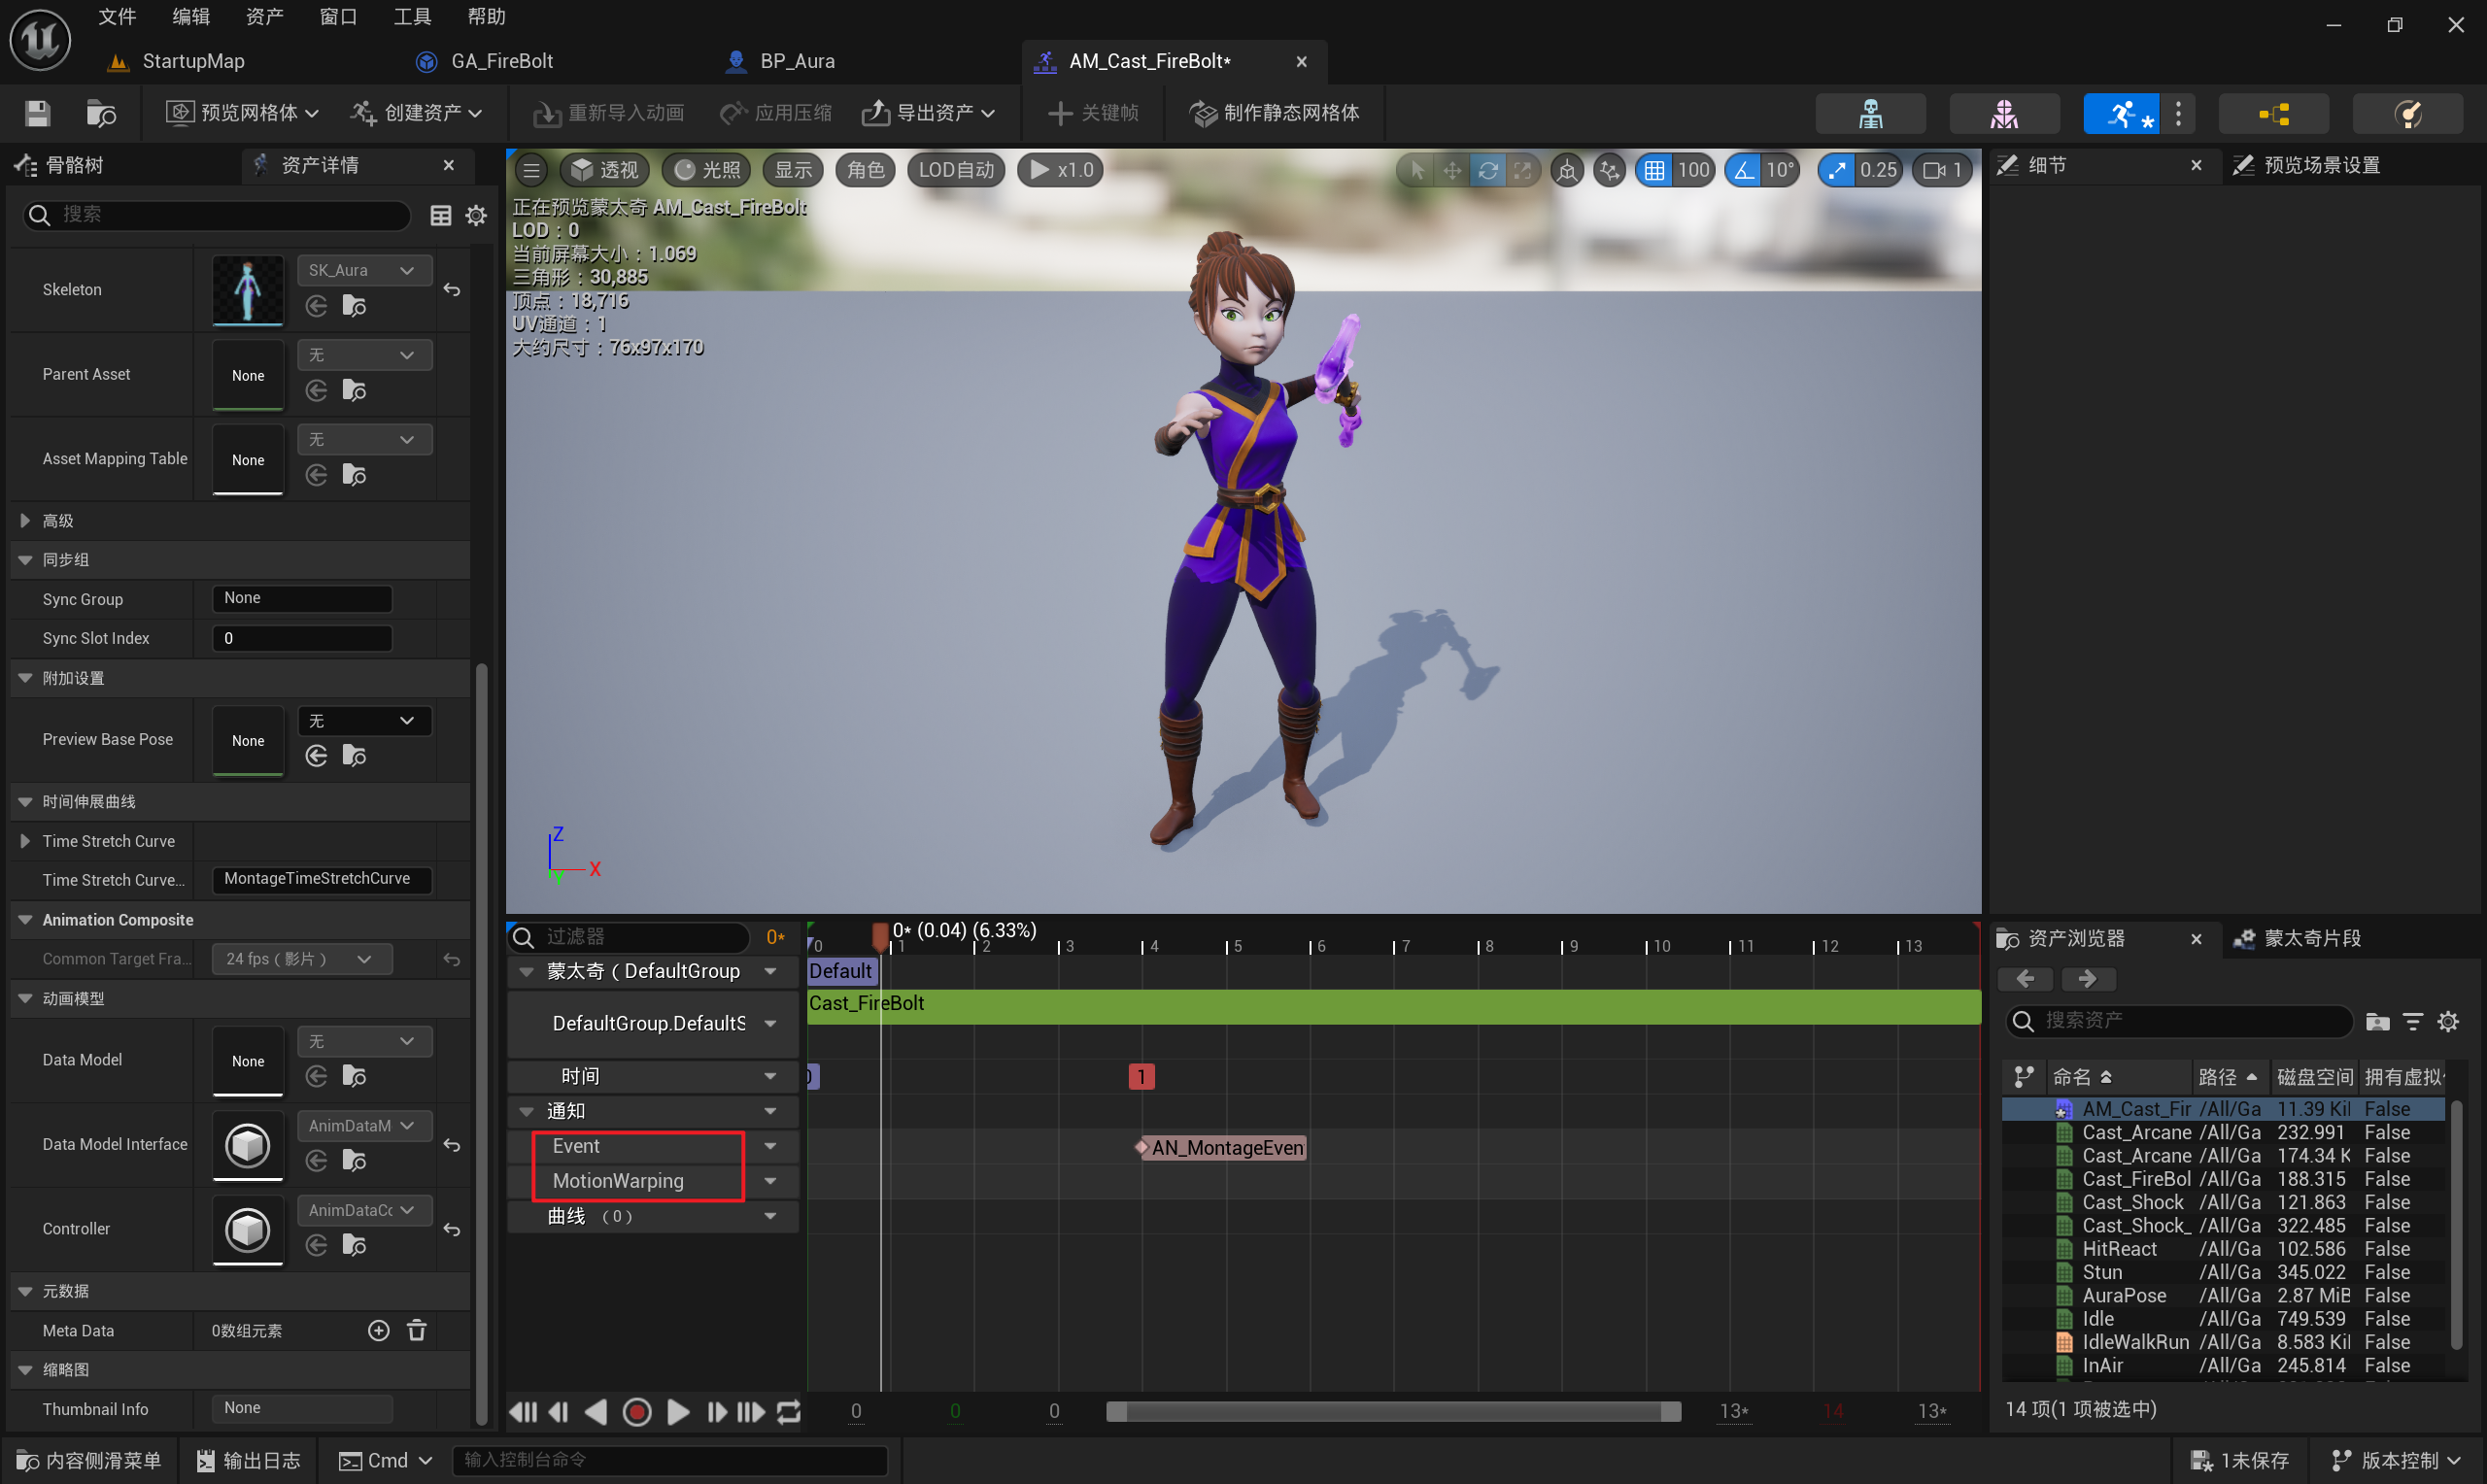 文件 编辑 资产 窗口 工具 帮助
StartupMap GA_FireBolt BP_Aura AM_Cast_FireBolt*
预览网格体 创建资产 重新导入动画 应用压缩 导出资产 关键帧 制作静态网格体
骨骼树 资产详情
搜索
Skeleton SK_Aura
Parent Asset None 无
Asset Mapping Table None 无
高级
同步组
Sync Group None
Sync Slot Index 0
附加设置
Preview Base Pose None 无
时间伸展曲线
Time Stretch Curve
Time Stretch Curve... MontageTimeStretchCurve
Animation Composite
Common Target Fra... 24 fps（影片）
动画模型
Data Model None 无
Data Model Interface AnimDataM
Controller AnimDataCc
元数据
Meta Data 0数组元素
缩略图
Thumbnail Info None
透视 光照 显示 角色 LOD自动 x1.0 100 10° 0.25 1
正在预览蒙太奇 AM_Cast_FireBolt
LOD：0
当前屏幕大小：1.069
三角形：30,885
顶点：18,716
UV通道：1
大约尺寸：76x97x170
Z
X
Y
过滤器 0*
0* (0.04) (6.33%)
0 1 2 3 4 5 6 7 8 9 10 11 12 13
蒙太奇（DefaultGroup Default
Cast_FireBolt
DefaultGroup.DefaultS
时间 1
通知
Event AN_MontageEven
MotionWarping
曲线 （0）
0 0 0 13* 14 13*
细节 预览场景设置
资产浏览器 蒙太奇片段
搜索资产
命名 路径 磁盘空间 拥有虚拟
AM_Cast_Fir /All/Ga 11.39 Ki False
Cast_Arcane /All/Ga 232.991 False
Cast_Arcane /All/Ga 174.34 K False
Cast_FireBol /All/Ga 188.315 False
Cast_Shock /All/Ga 121.863 False
Cast_Shock_ /All/Ga 322.485 False
HitReact /All/Ga 102.586 False
Stun /All/Ga 345.022 False
AuraPose /All/Ga 2.87 MiB False
Idle /All/Ga 749.539 False
IdleWalkRun /All/Ga 8.583 Ki False
InAir /All/Ga 245.814 False
14 项(1 项被选中)
内容侧滑菜单 输出日志 Cmd 输入控制台命令 1未保存 版本控制